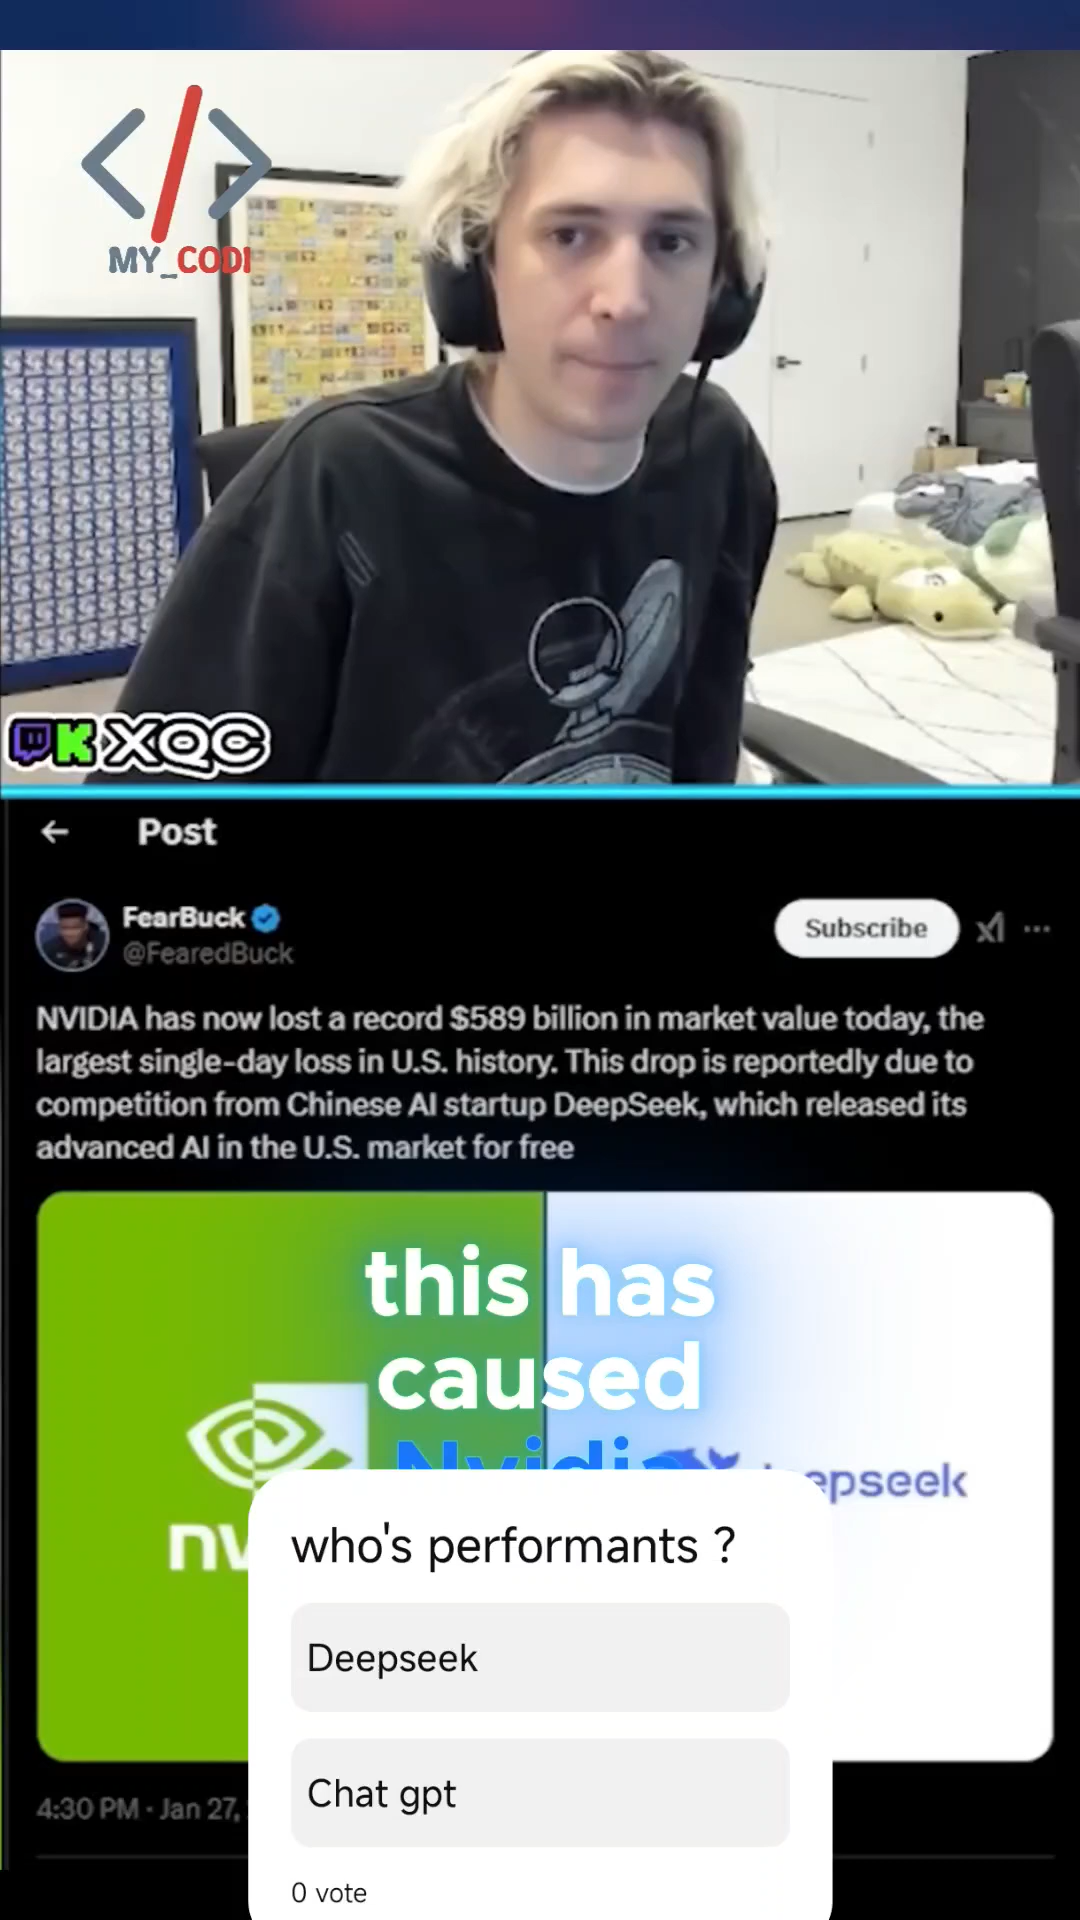 MY_CODI
XQC
Post
FearBuck
@FearedBuck
Subscribe
NVIDIA has now lost a record $589 billion in market value today, the
largest single-day loss in U.S. history. This drop is reportedly due to
competition from Chinese AI startup DeepSeek, which released its
advanced AI in the U.S. market for free
this has
caused
Nvidia
deepseek
nv
who's performants ?
Deepseek
Chat gpt
4:30 PM · Jan 27,
0 vote